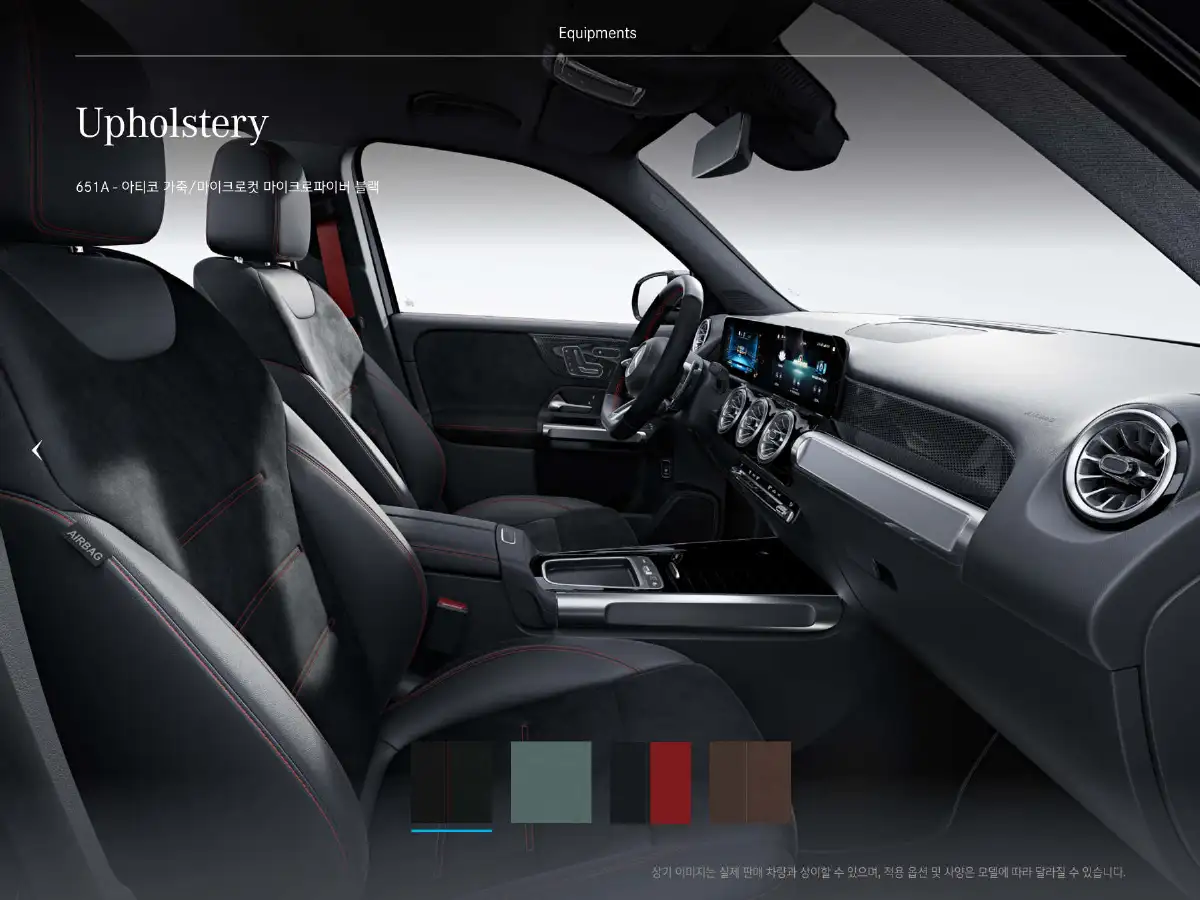 Equipments
Upholstery
651A - 아티코 가죽/마이크로컷 마이크로파이버 블랙
AIRBAG
상기 이미지는 실제 판매 차량과 상이할 수 있으며, 적용 옵션 및 사양은 모델에 따라 달라질 수 있습니다.